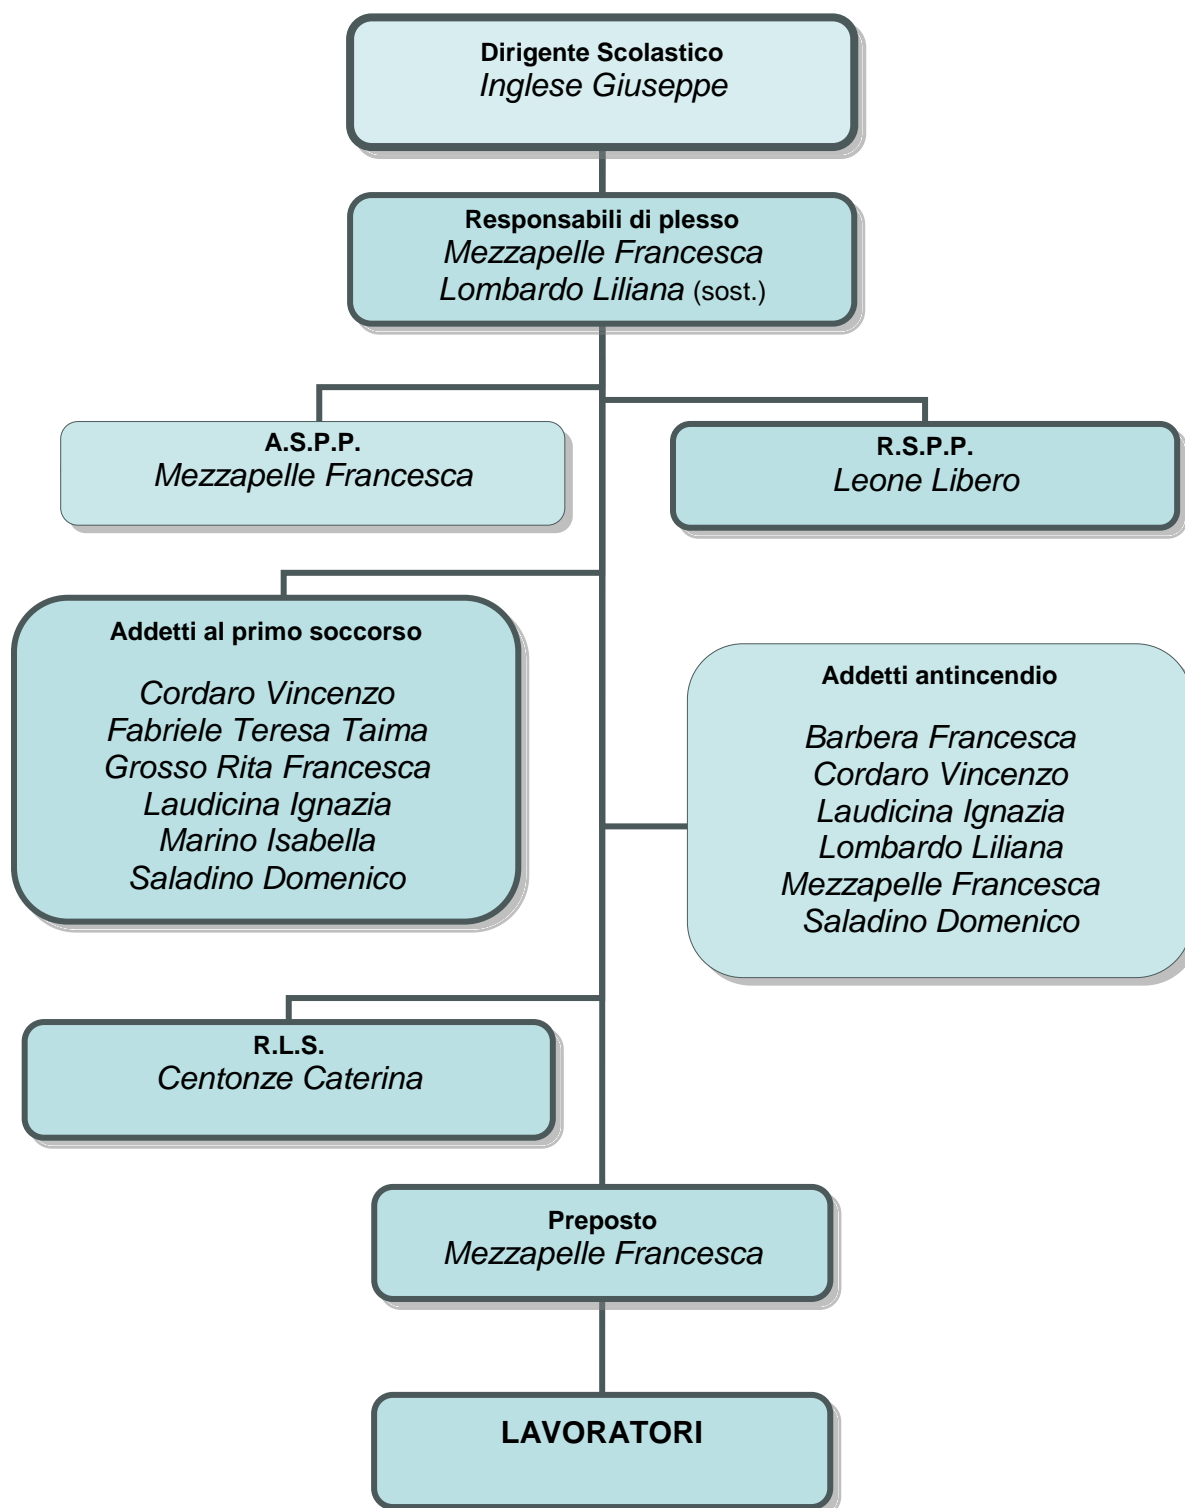 Dirigente Scolastico
Inglese Giuseppe
Responsabili di plesso
Mezzapelle Francesca
Lombardo Liliana (sost.)
A.S.P.P.
Mezzapelle Francesca
R.S.P.P.
Leone Libero
Addetti al primo soccorso
Cordaro Vincenzo
Fabriele Teresa Taima
Grosso Rita Francesca
Laudicina Ignazia
Marino Isabella
Saladino Domenico
Addetti antincendio
Barbera Francesca
Cordaro Vincenzo
Laudicina Ignazia
Lombardo Liliana
Mezzapelle Francesca
Saladino Domenico
R.L.S.
Centonze Caterina
Preposto
Mezzapelle Francesca
LAVORATORI